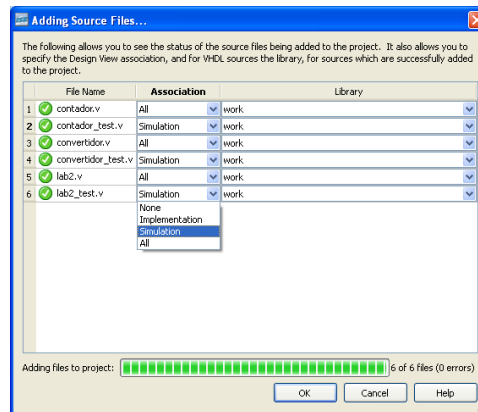 Adding Source Files...
The following allows you to see the status of the source files being added to the project. It also allows you to
specify the Design View association, and for VHDL sources the library, for sources which are successfully added
to the project.
File Name Association Library
1 contador.v All work
2 contador_test.v Simulation work
3 convertidor.v All work
4 convertidor_test.v Simulation work
5 lab2.v All work
6 lab2_test.v Simulation work
None
Implementation
Simulation
All
Adding files to project: 6 of 6 files (0 errors)
OK Cancel Help